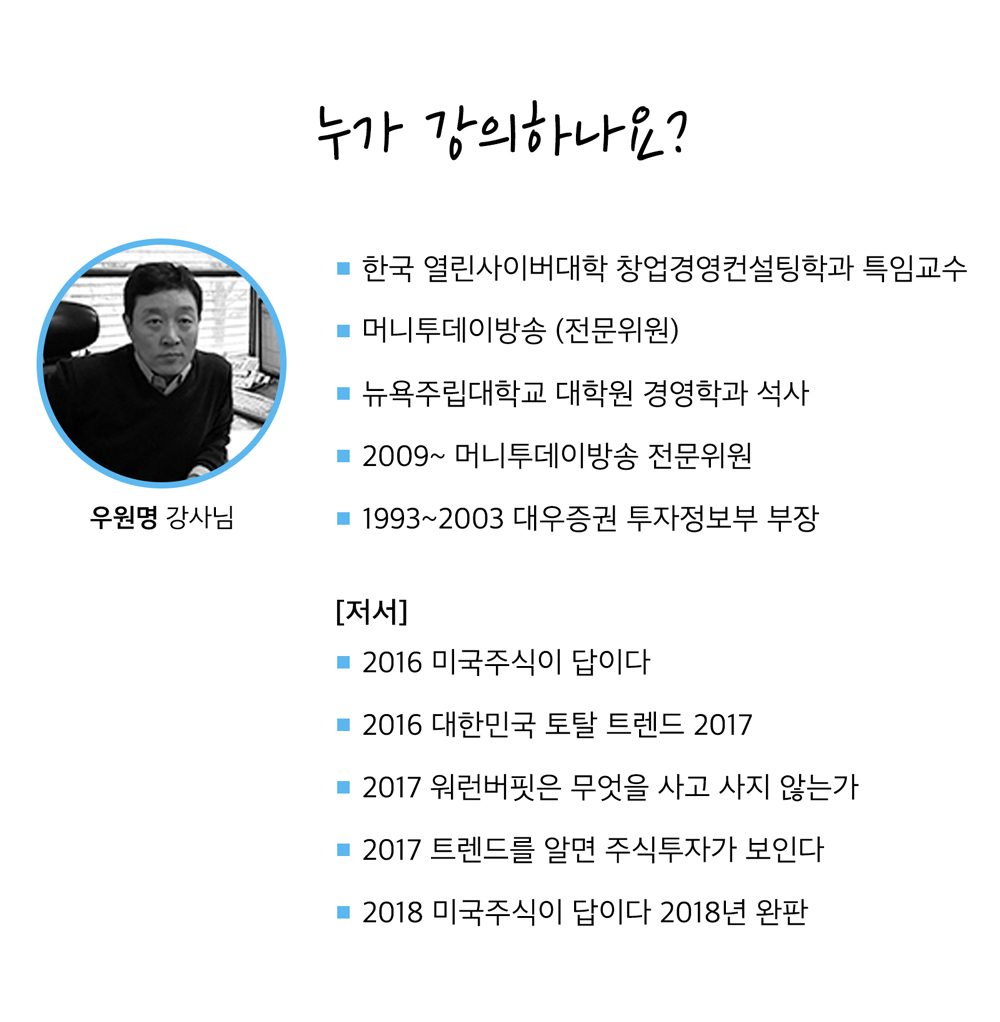 누가 강의하나요?
한국 열린사이버대학 창업경영컨설팅학과 특임교수
머니투데이방송 (전문위원)
뉴욕주립대학교 대학원 경영학과 석사
2009~ 머니투데이방송 전문위원
1993~2003 대우증권 투자정보부 부장
우원명 강사님
[저서]
2016 미국주식이 답이다
2016 대한민국 토탈 트렌드 2017
2017 워런버핏은 무엇을 사고 사지 않는가
2017 트렌드를 알면 주식투자가 보인다
2018 미국주식이 답이다 2018년 완판